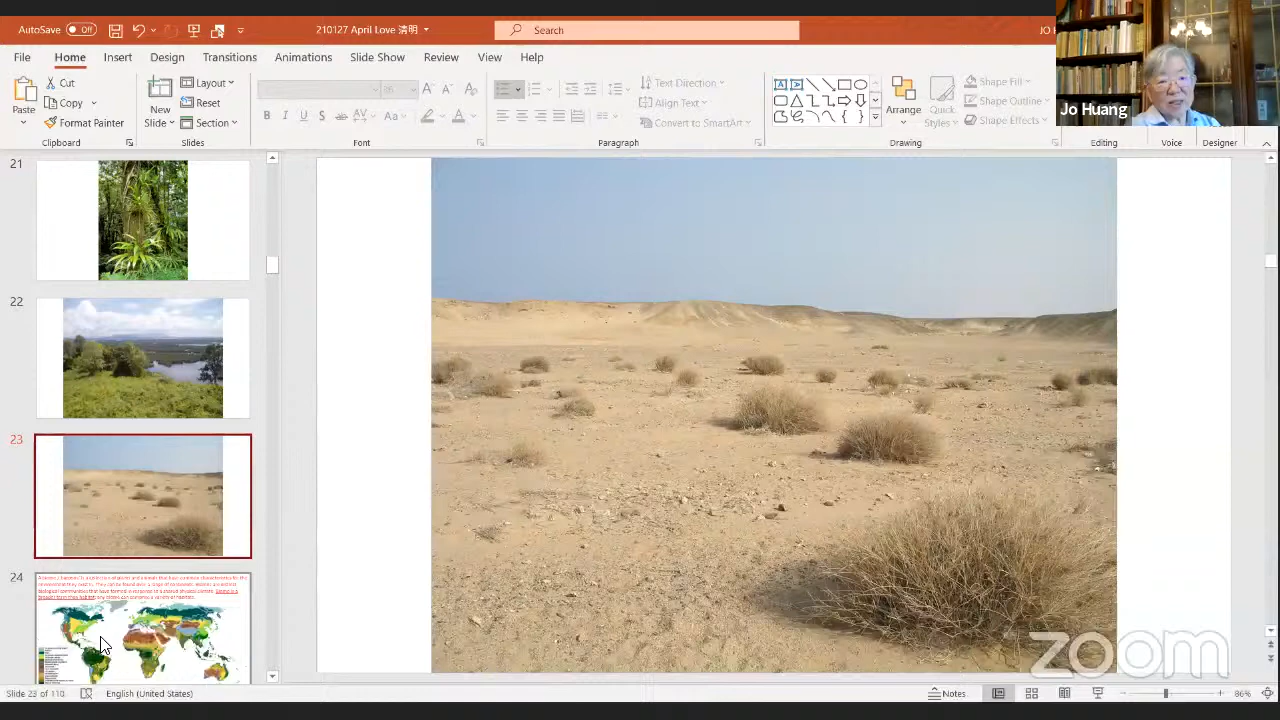 AutoSave Off
210127 April Love 清明
Search
JO
File Home Insert Design Transitions Animations Slide Show Review View Help
Paste
Cut
Copy
Format Painter
Clipboard
New
Slide
Layout
Reset
Section
Slides
Font
Text Direction
Align Text
Convert to SmartArt
Paragraph
Arrange
Quick
Styles
Shape Fill
Shape Outline
Shape Effects
Drawing
Editing
Voice
Designer
Jo Huang
21
22
23
24
zoom
Slide 23 of 110
English (United States)
Notes
86%